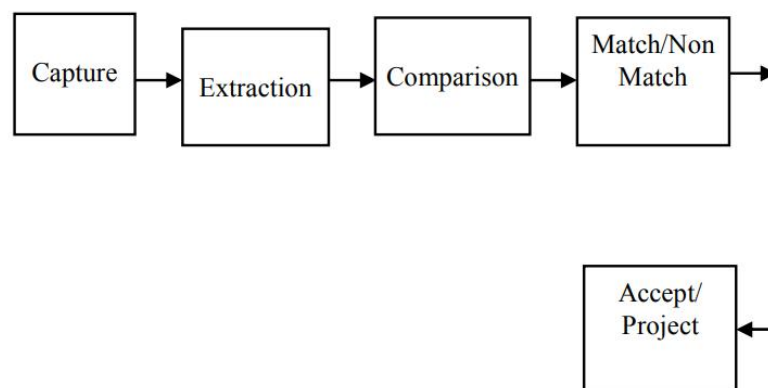 Capture
Extraction
Comparison
Match/Non
Match
Accept/
Project